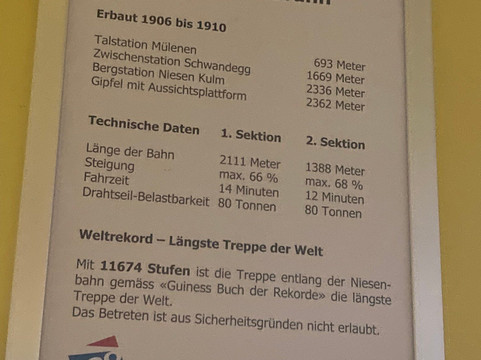 Erbaut 1906 bis 1910
Talstation Mülenen 693 Meter
Zwischenstation Schwandegg 1669 Meter
Bergstation Niesen Kulm 2336 Meter
Gipfel mit Aussichtsplattform 2362 Meter
Technische Daten 1. Sektion 2. Sektion
Länge der Bahn 2111 Meter 1388 Meter
Steigung max. 66 % max. 68 %
Fahrzeit 14 Minuten 12 Minuten
Drahtseil-Belastbarkeit 80 Tonnen 80 Tonnen
Weltrekord – Längste Treppe der Welt
Mit 11674 Stufen ist die Treppe entlang der Niesen-
bahn gemäss «Guiness Buch der Rekorde» die längste
Treppe der Welt.
Das Betreten ist aus Sicherheitsgründen nicht erlaubt.